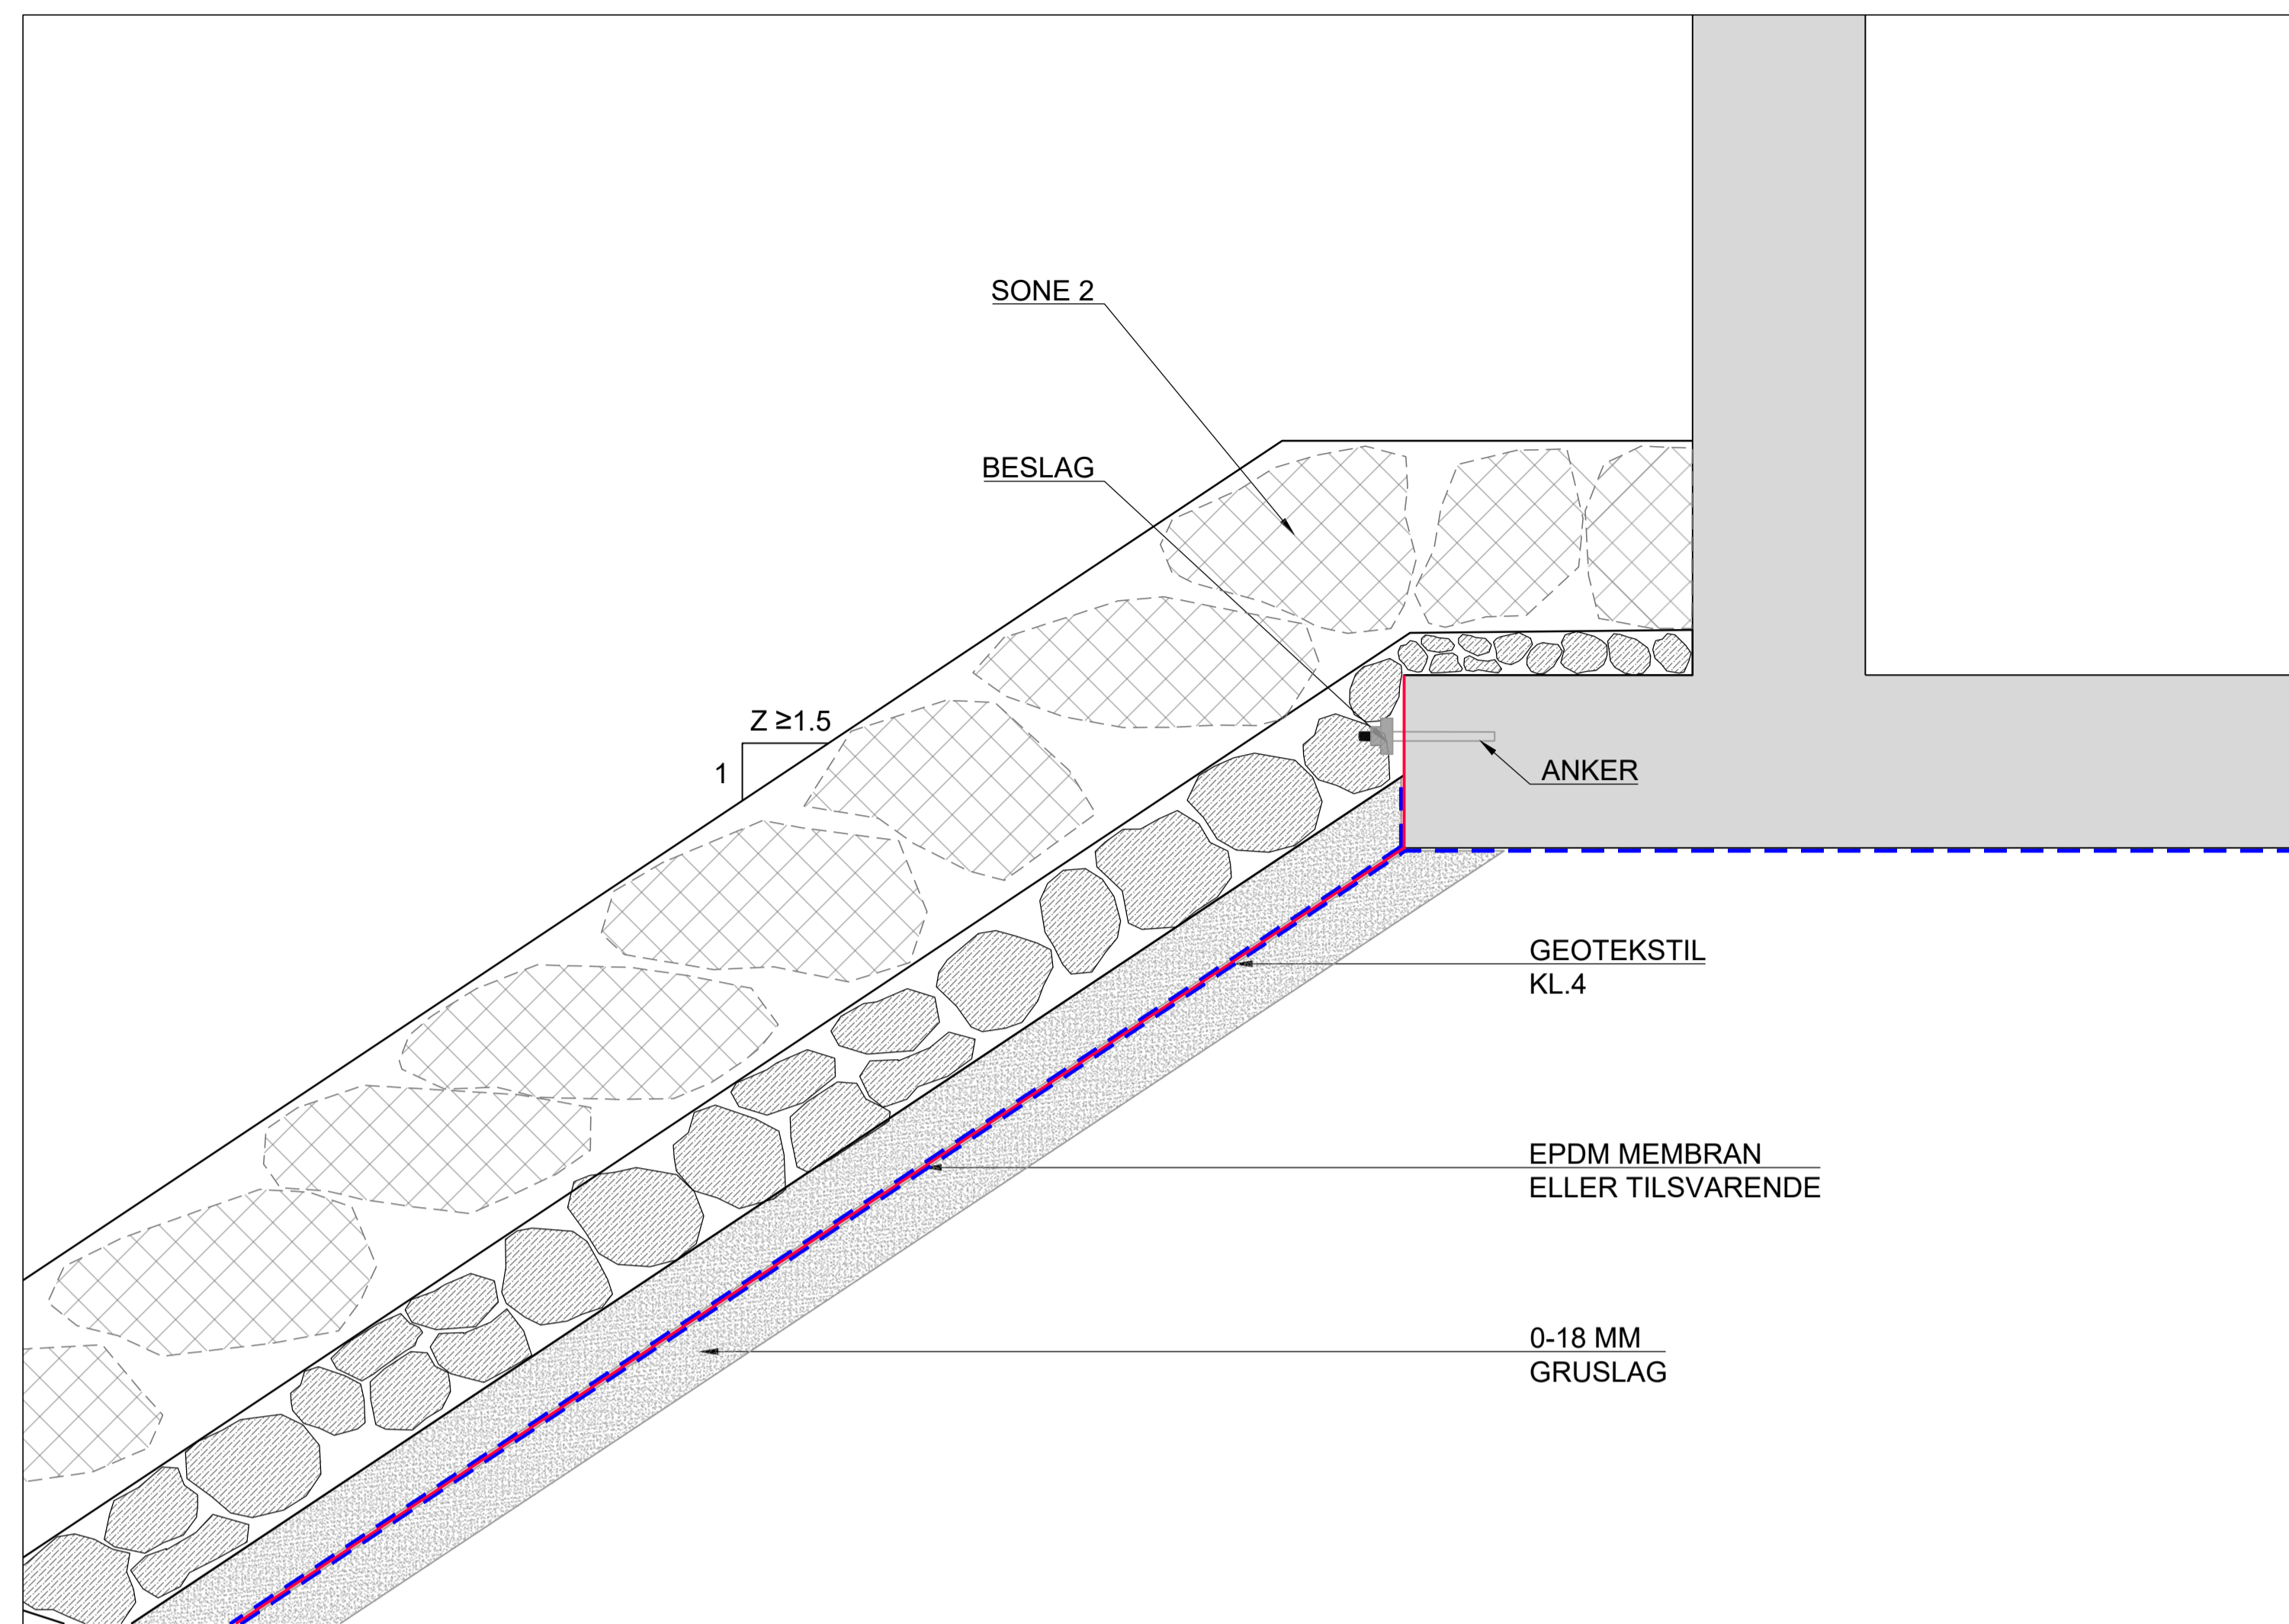 SONE 2
BESLAG
Z ≥1.5
1
ANKER
GEOTEKSTIL
KL.4
EPDM MEMBRAN
ELLER TILSVARENDE
0-18 MM
GRUSLAG